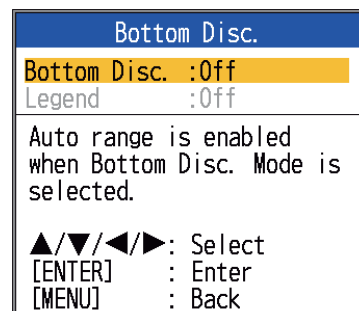 Bottom Disc.
Bottom Disc. :Off
Legend :Off
Auto range is enabled
when Bottom Disc. Mode is
selected.
▲/▼/◀/▶: Select
[ENTER] : Enter
[MENU] : Back